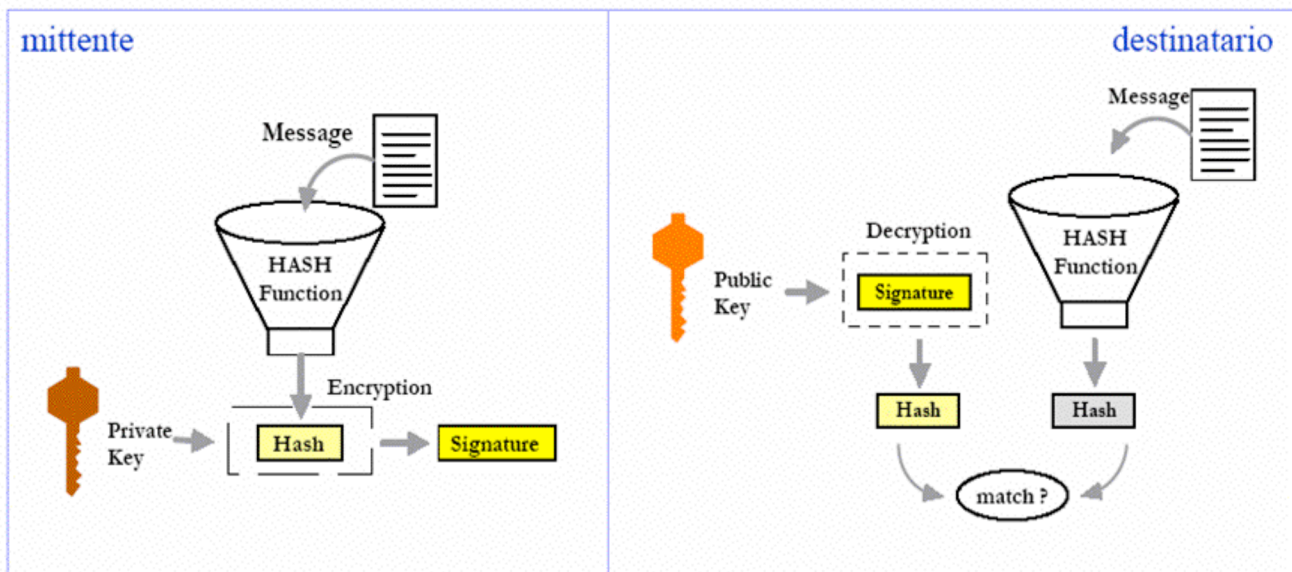 mittente
Message
HASH
Function
Encryption
Private
Key
Hash
Signature
destinatario
Message
HASH
Function
Decryption
Public
Key
Signature
Hash
Hash
match ?